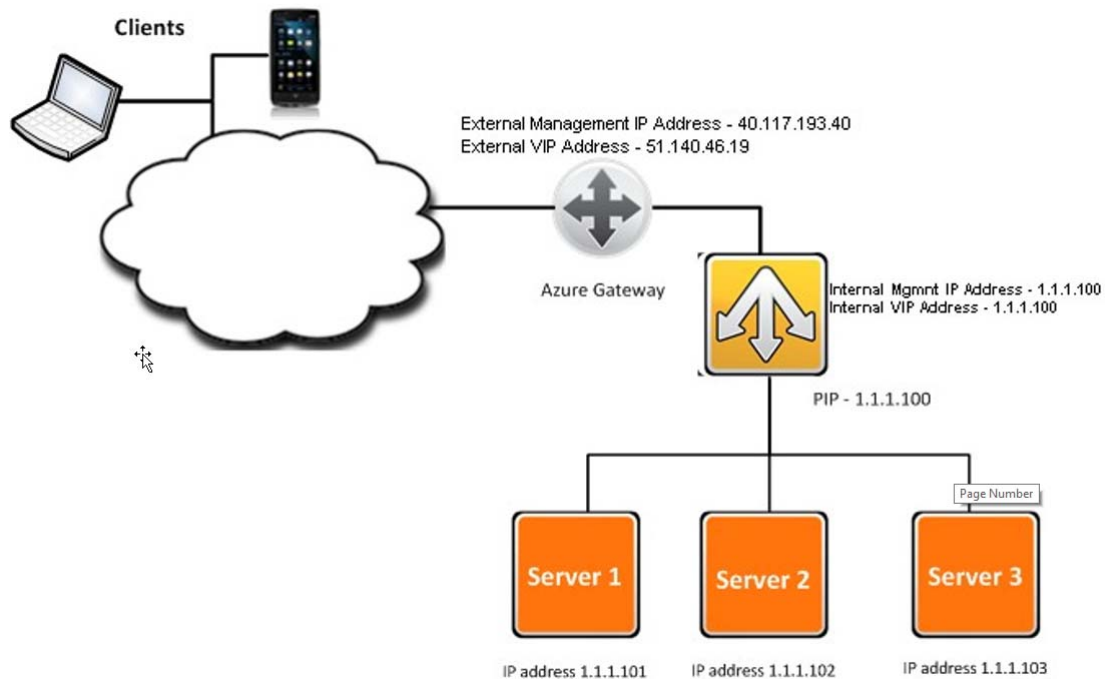 Clients
External Management IP Address - 40.117.193.40
External VIP Address - 51.140.46.19
Azure Gateway
Internal Mgmnt IP Address - 1.1.1.100
Internal VIP Address - 1.1.1.100
PIP - 1.1.1.100
Page Number
Server 1
Server 2
Server 3
IP address 1.1.1.101
IP address 1.1.1.102
IP address 1.1.1.103